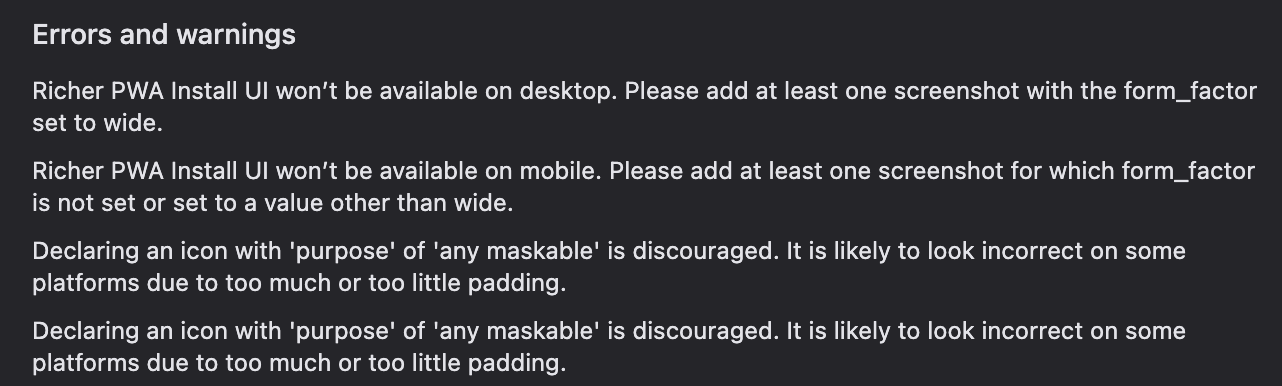 Errors and warnings
Richer PWA Install UI won’t be available on desktop. Please add at least one screenshot with the form_factor
set to wide.
Richer PWA Install UI won’t be available on mobile. Please add at least one screenshot for which form_factor
is not set or set to a value other than wide.
Declaring an icon with 'purpose' of 'any maskable' is discouraged. It is likely to look incorrect on some
platforms due to too much or too little padding.
Declaring an icon with 'purpose' of 'any maskable' is discouraged. It is likely to look incorrect on some
platforms due to too much or too little padding.